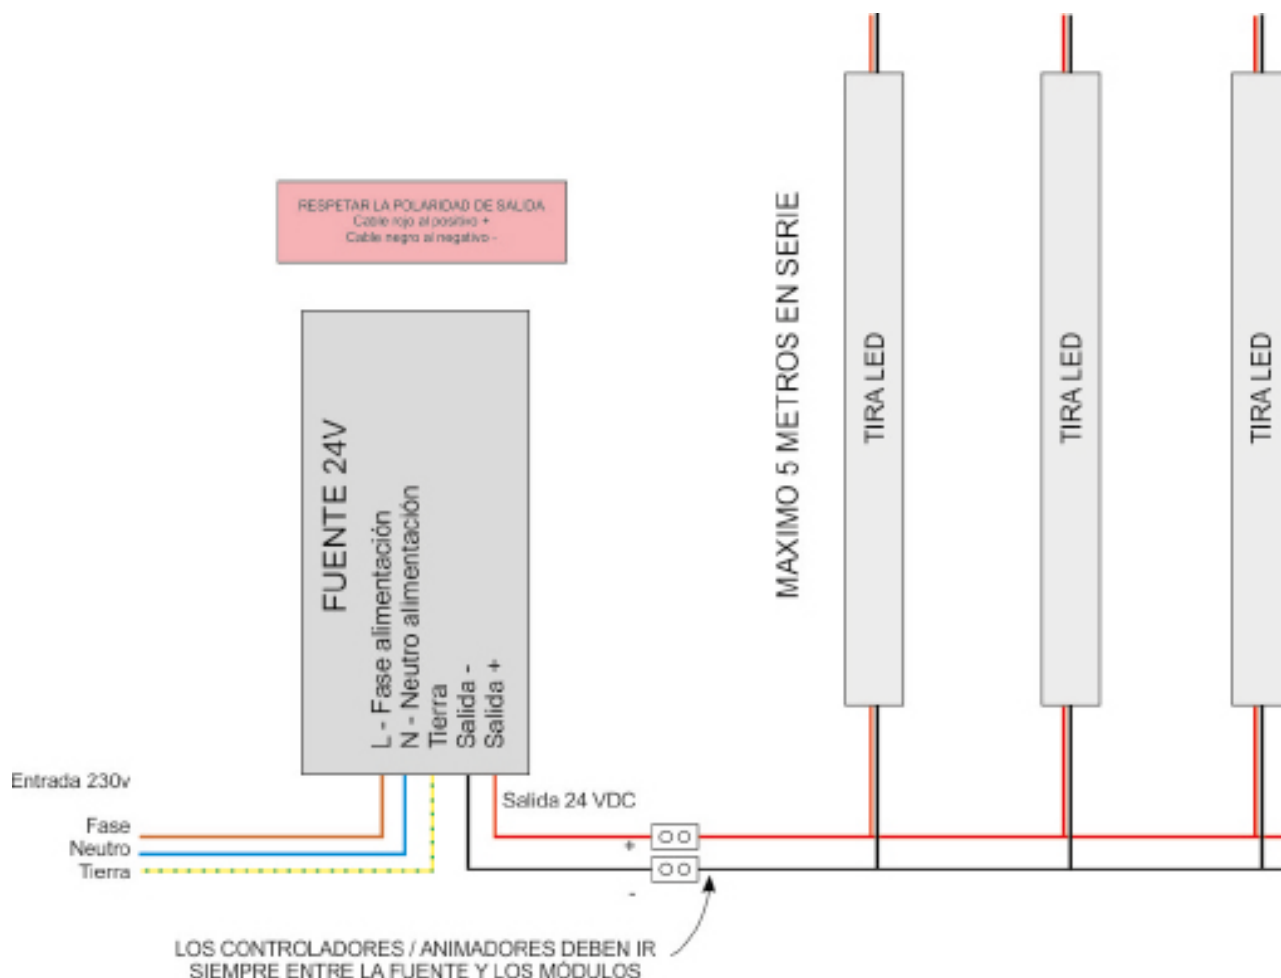 RESPETAR LA POLARIDAD DE SALIDA
Cable rojo al positivo +
Cable negro al negativo -
FUENTE 24V
L - Fase alimentación
N - Neutro alimentación
Tierra
Salida -
Salida +
MAXIMO 5 METROS EN SERIE
TIRA LED
TIRA LED
TIRA LED
Entrada 230v
Fase
Neutro
Tierra
Salida 24 VDC
+
-
LOS CONTROLADORES / ANIMADORES DEBEN IR
SIEMPRE ENTRE LA FUENTE Y LOS MÓDULOS